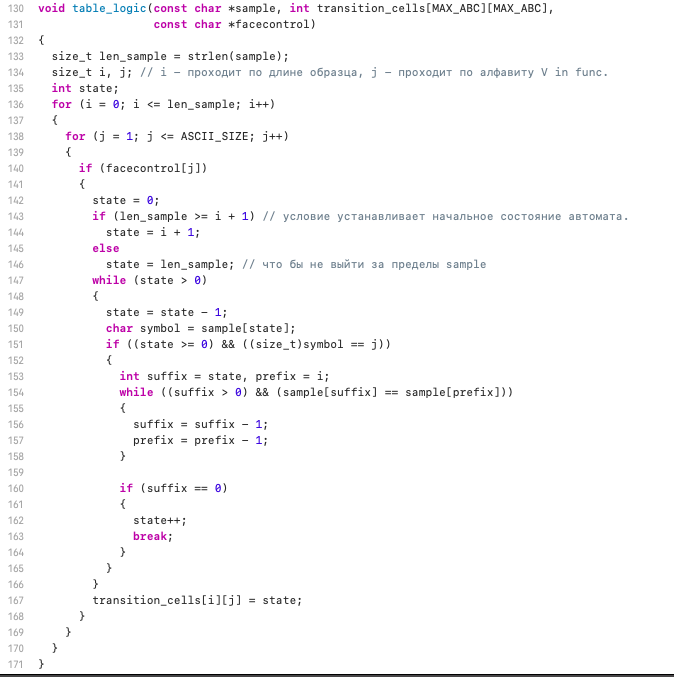 130 void table_logic(const char *sample, int transition_cells[MAX_ABC][MAX_ABC],
131                  const char *facecontrol)
132 {
133   size_t len_sample = strlen(sample);
134   size_t i, j; // i – проходит по длине образца, j – проходит по алфавиту V in func.
135   int state;
136   for (i = 0; i <= len_sample; i++)
137   {
138     for (j = 1; j <= ASCII_SIZE; j++)
139     {
140       if (facecontrol[j])
141       {
142         state = 0;
143         if (len_sample >= i + 1) // условие устанавливает начальное состояние автомата.
144           state = i + 1;
145         else
146           state = len_sample; // что бы не выйти за пределы sample
147         while (state > 0)
148         {
149           state = state - 1;
150           char symbol = sample[state];
151           if ((state >= 0) && ((size_t)symbol == j))
152           {
153             int suffix = state, prefix = i;
154             while ((suffix > 0) && (sample[suffix] == sample[prefix]))
155             {
156               suffix = suffix - 1;
157               prefix = prefix - 1;
158             }
159
160             if (suffix == 0)
161             {
162               state++;
163               break;
164             }
165           }
166         }
167         transition_cells[i][j] = state;
168       }
169     }
170   }
171 }